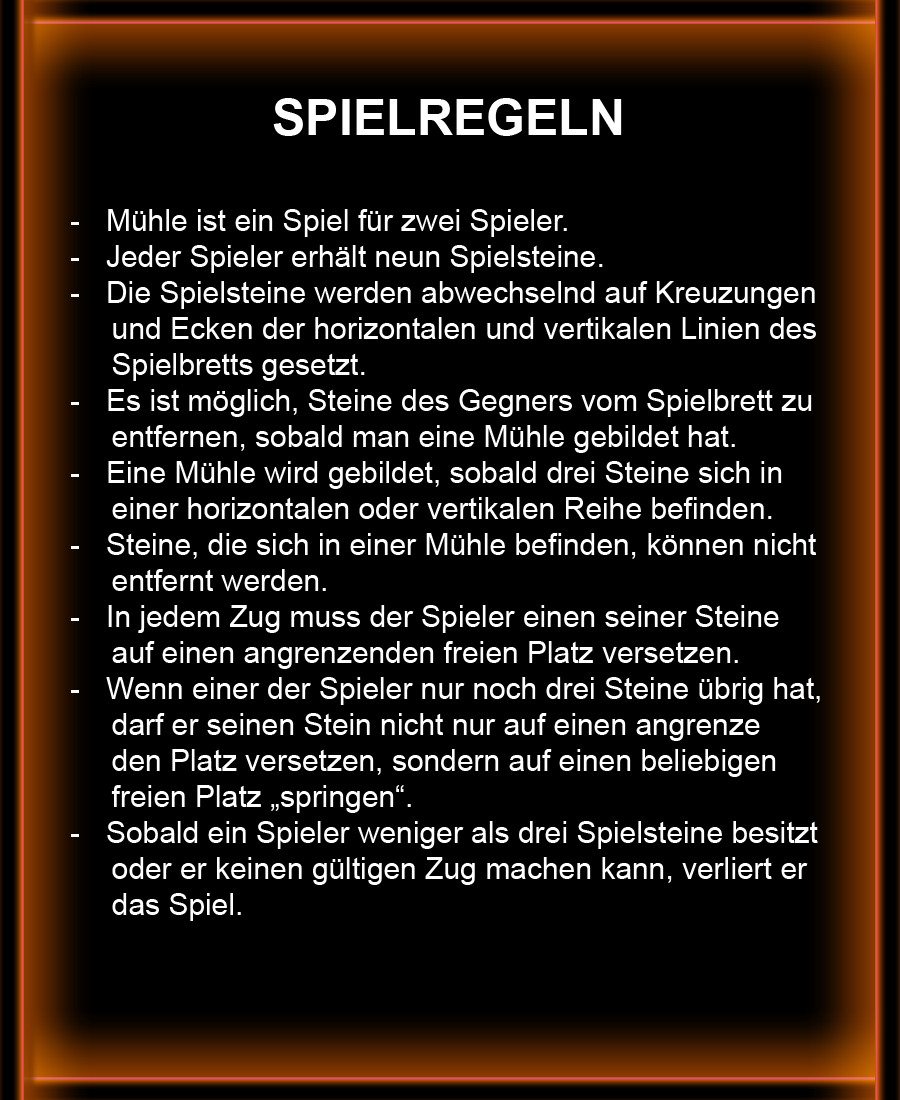 SPIELREGELN
- Mühle ist ein Spiel für zwei Spieler.
- Jeder Spieler erhält neun Spielsteine.
- Die Spielsteine werden abwechselnd auf Kreuzungen
und Ecken der horizontalen und vertikalen Linien des
Spielbretts gesetzt.
- Es ist möglich, Steine des Gegners vom Spielbrett zu
entfernen, sobald man eine Mühle gebildet hat.
- Eine Mühle wird gebildet, sobald drei Steine sich in
einer horizontalen oder vertikalen Reihe befinden.
- Steine, die sich in einer Mühle befinden, können nicht
entfernt werden.
- In jedem Zug muss der Spieler einen seiner Steine
auf einen angrenzenden freien Platz versetzen.
- Wenn einer der Spieler nur noch drei Steine übrig hat,
darf er seinen Stein nicht nur auf einen angrenze
den Platz versetzen, sondern auf einen beliebigen
freien Platz „springen“.
- Sobald ein Spieler weniger als drei Spielsteine besitzt
oder er keinen gültigen Zug machen kann, verliert er
das Spiel.